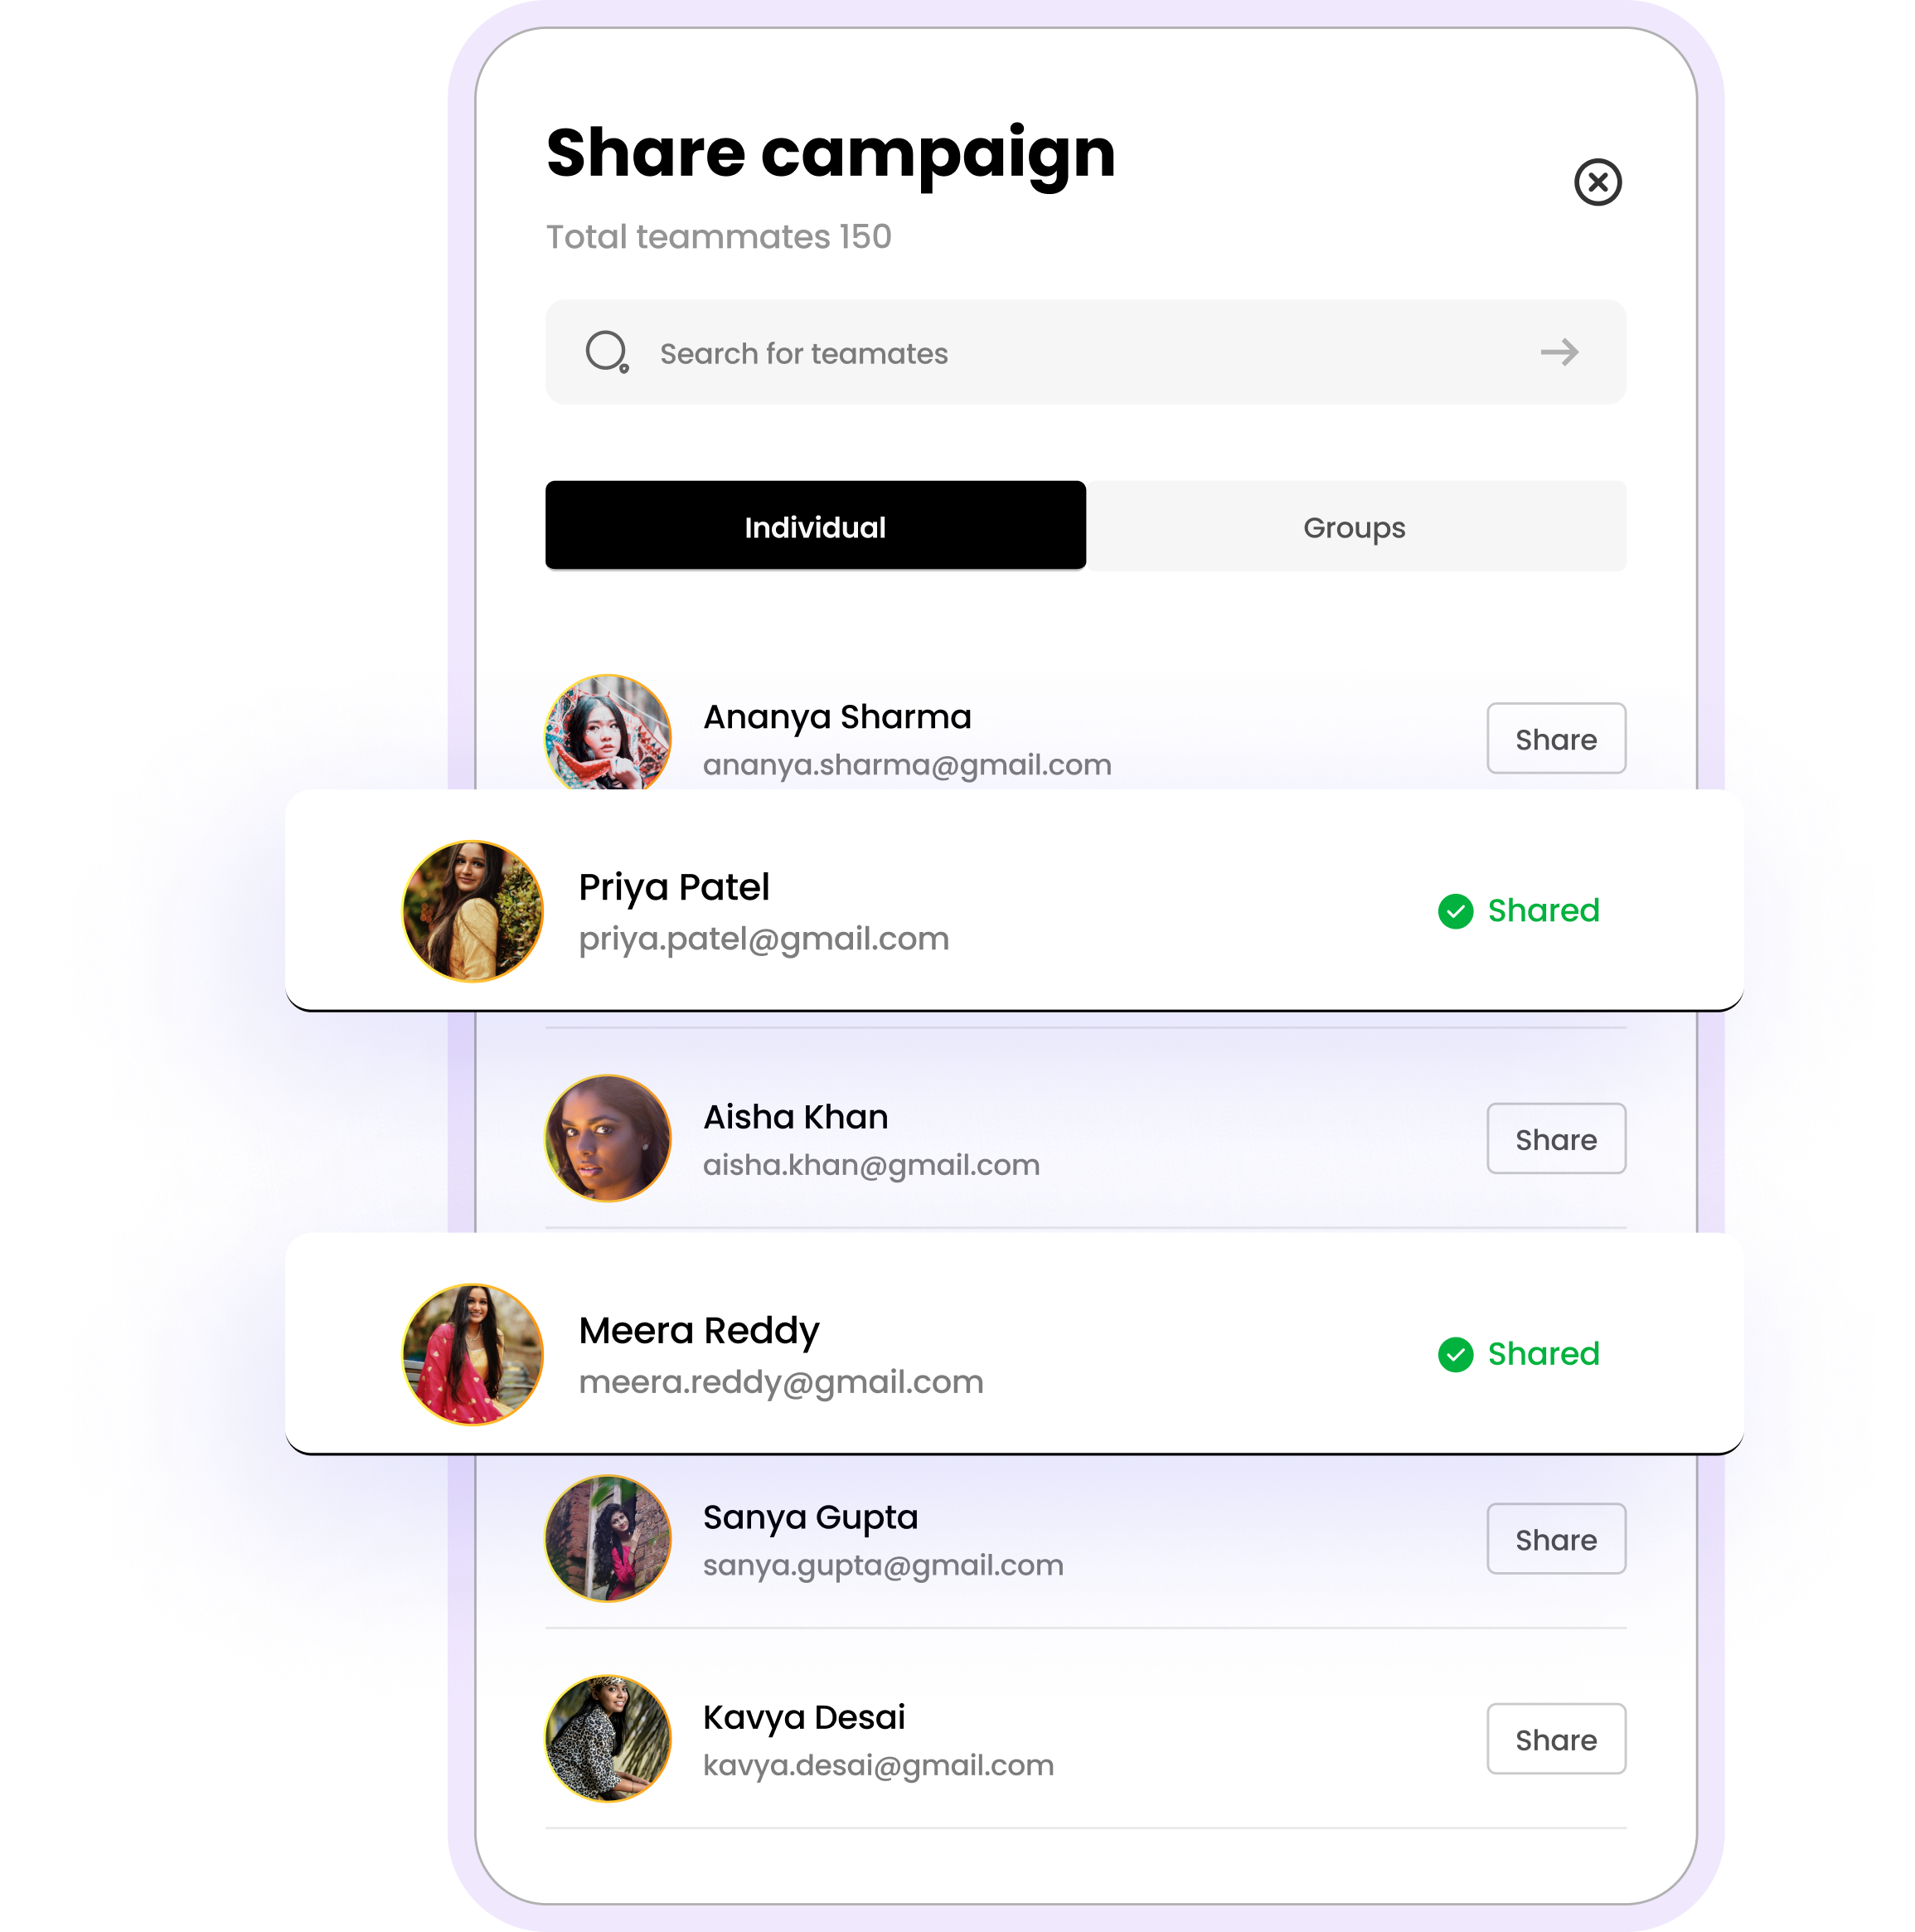 Share campaign
Total teammates 150
Search for teamates
Individual
Groups
Ananya Sharma
ananya.sharma@gmail.com
Share
Priya Patel
priya.patel@gmail.com
Shared
Aisha Khan
aisha.khan@gmail.com
Share
Meera Reddy
meera.reddy@gmail.com
Shared
Sanya Gupta
sanya.gupta@gmail.com
Share
Kavya Desai
kavya.desai@gmail.com
Share